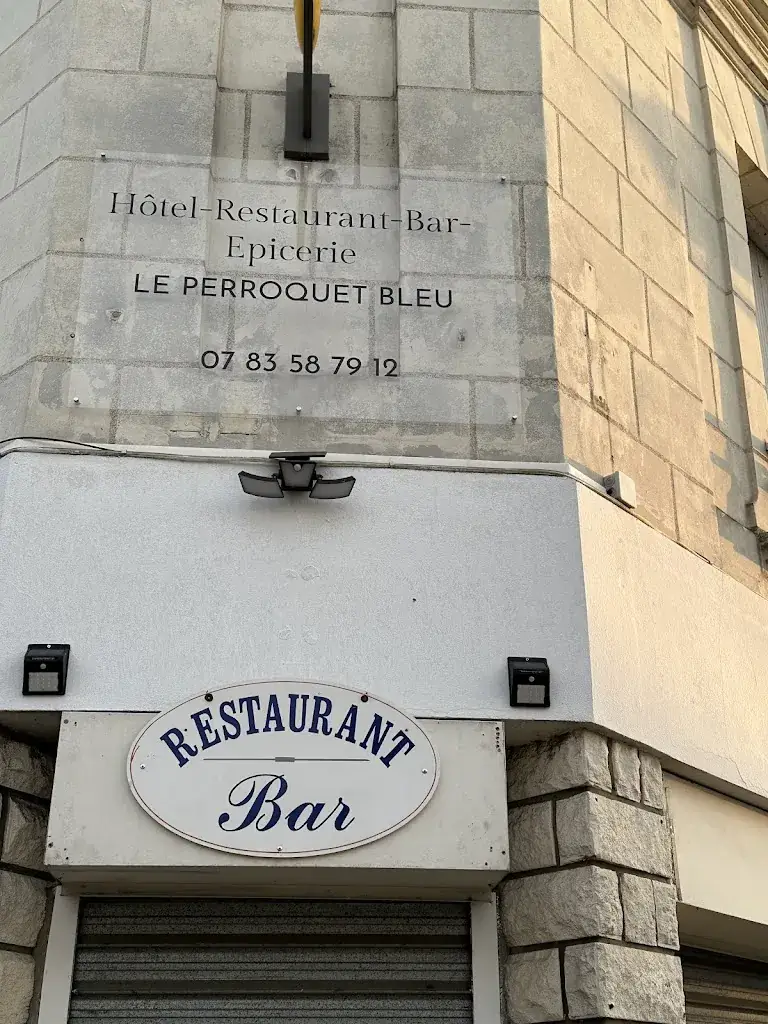 Hôtel-Restaurant-Bar-
Epicerie
LE PERROQUET BLEU
07 83 58 79 12
RESTAURANT
Bar